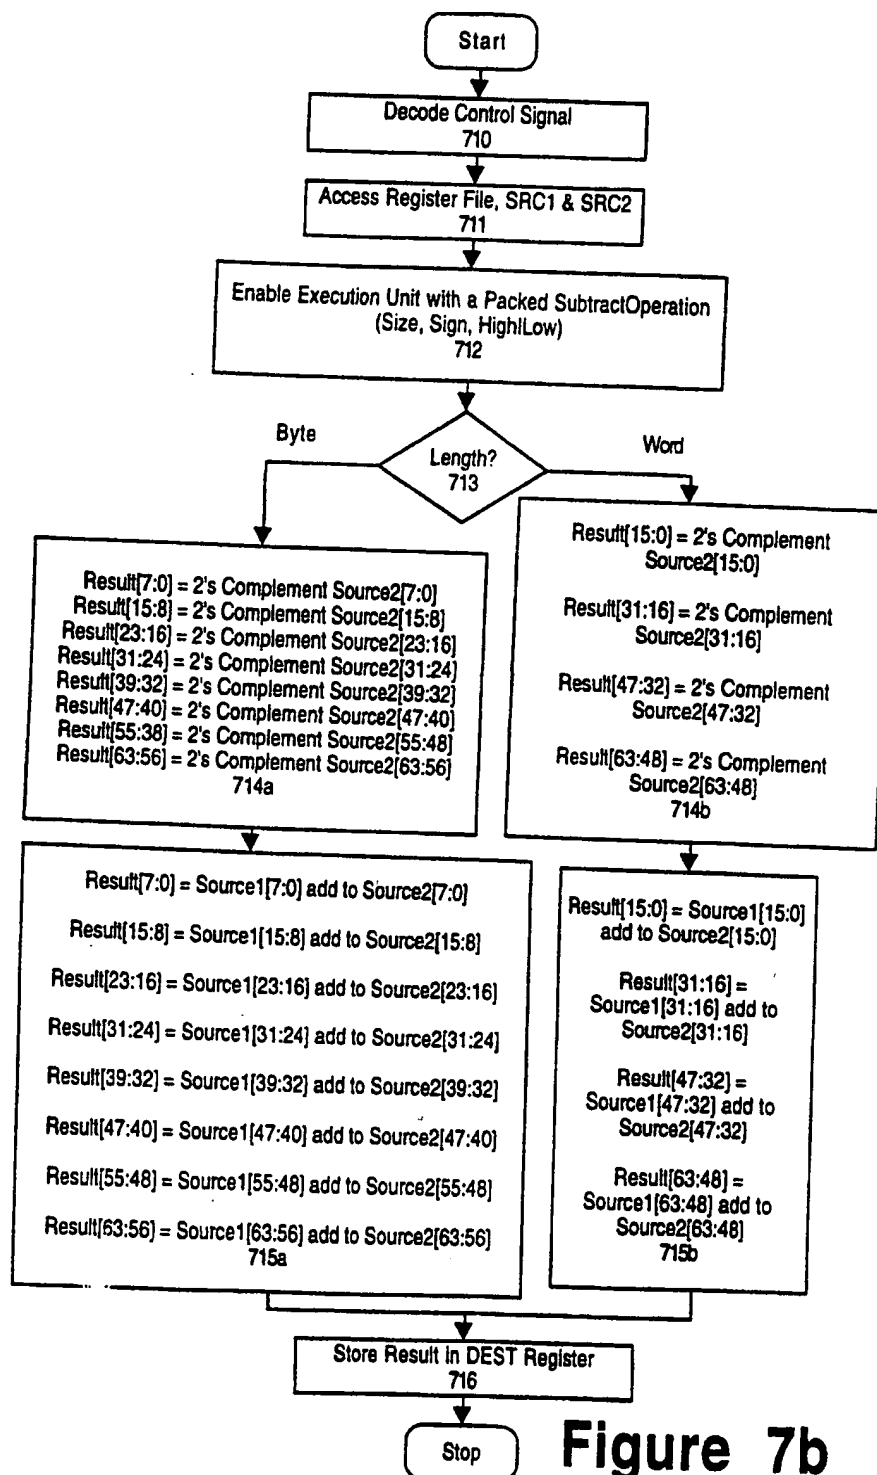 Start
Decode Control Signal
710
Access Register File, SRC1 & SRC2
711
Enable Execution Unit with a Packed SubtractOperation
(Size, Sign, High|Low)
712
Length?
713
Byte
Word
Result[7:0] = 2's Complement Source2[7:0]
Result[15:8] = 2's Complement Source2[15:8]
Result[23:16] = 2's Complement Source2[23:16]
Result[31:24] = 2's Complement Source2[31:24]
Result[39:32] = 2's Complement Source2[39:32]
Result[47:40] = 2's Complement Source2[47:40]
Result[55:38] = 2's Complement Source2[55:48]
Result[63:56] = 2's Complement Source2[63:56]
714a
Result[15:0] = 2's Complement
Source2[15:0]
Result[31:16] = 2's Complement
Source2[31:16]
Result[47:32] = 2's Complement
Source2[47:32]
Result[63:48] = 2's Complement
Source2[63:48]
714b
Result[7:0] = Source1[7:0] add to Source2[7:0]
Result[15:8] = Source1[15:8] add to Source2[15:8]
Result[23:16] = Source1[23:16] add to Source2[23:16]
Result[31:24] = Source1[31:24] add to Source2[31:24]
Result[39:32] = Source1[39:32] add to Source2[39:32]
Result[47:40] = Source1[47:40] add to Source2[47:40]
Result[55:48] = Source1[55:48] add to Source2[55:48]
Result[63:56] = Source1[63:56] add to Source2[63:56]
715a
Result[15:0] = Source1[15:0]
add to Source2[15:0]
Result[31:16] =
Source1[31:16] add to
Source2[31:16]
Result[47:32] =
Source1[47:32] add to
Source2[47:32]
Result[63:48] =
Source1[63:48] add to
Source2[63:48]
715b
Store Result in DEST Register
716
Stop
Figure 7b